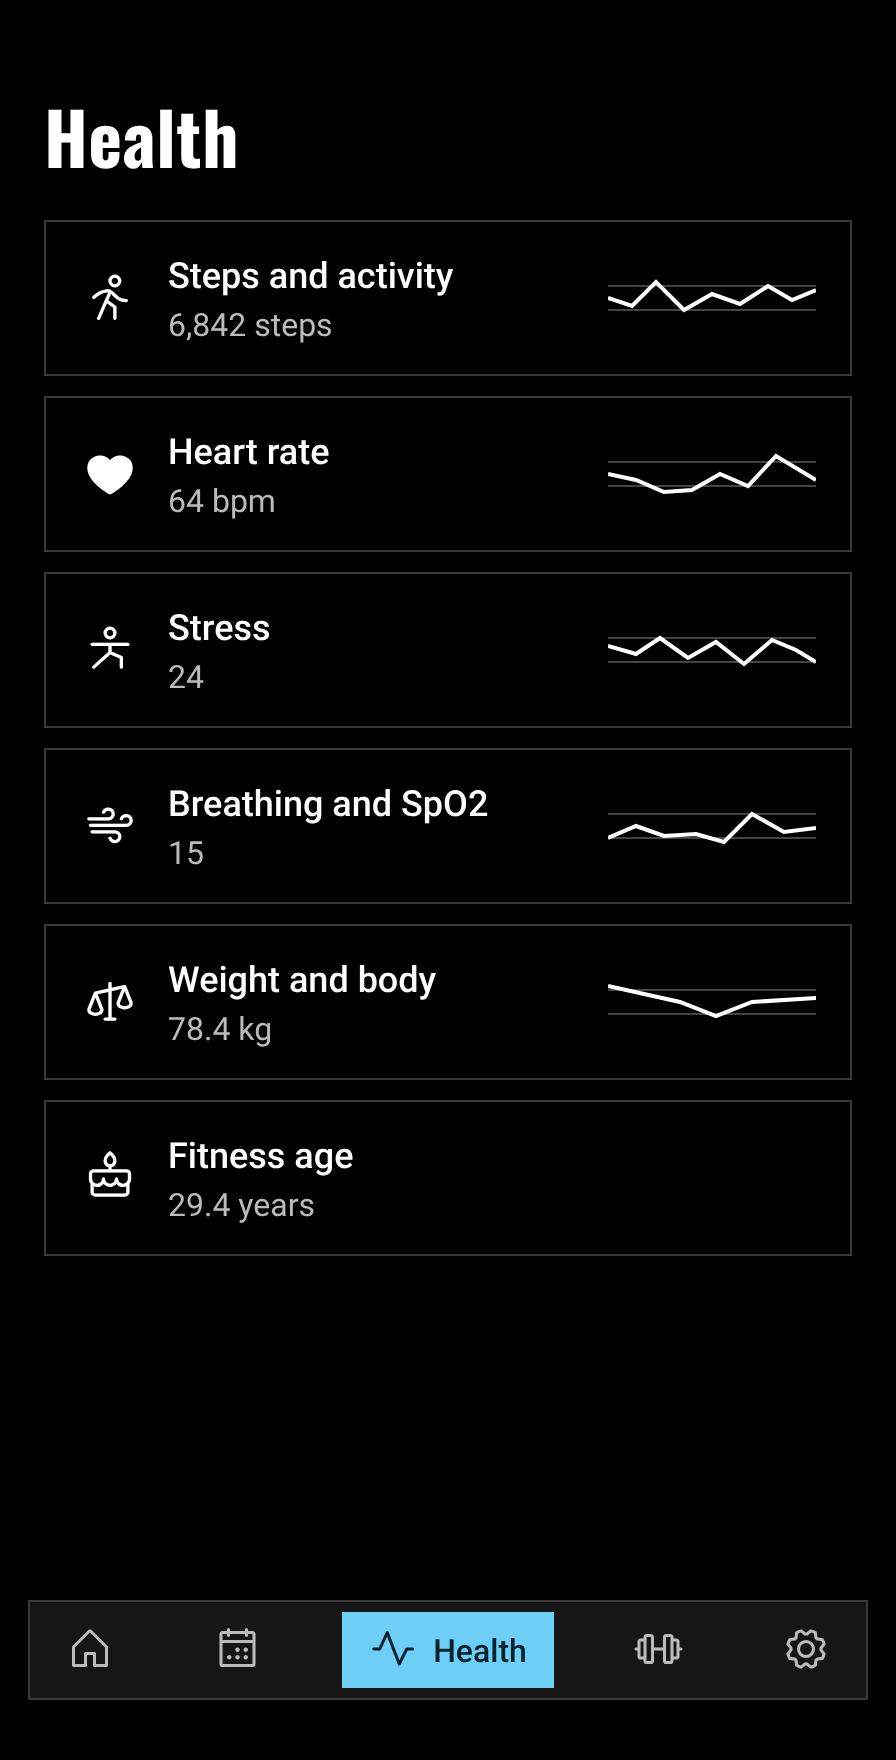 Health
Steps and activity
6,842 steps
Heart rate
64 bpm
Stress
24
Breathing and SpO2
15
Weight and body
78.4 kg
Fitness age
29.4 years
Health